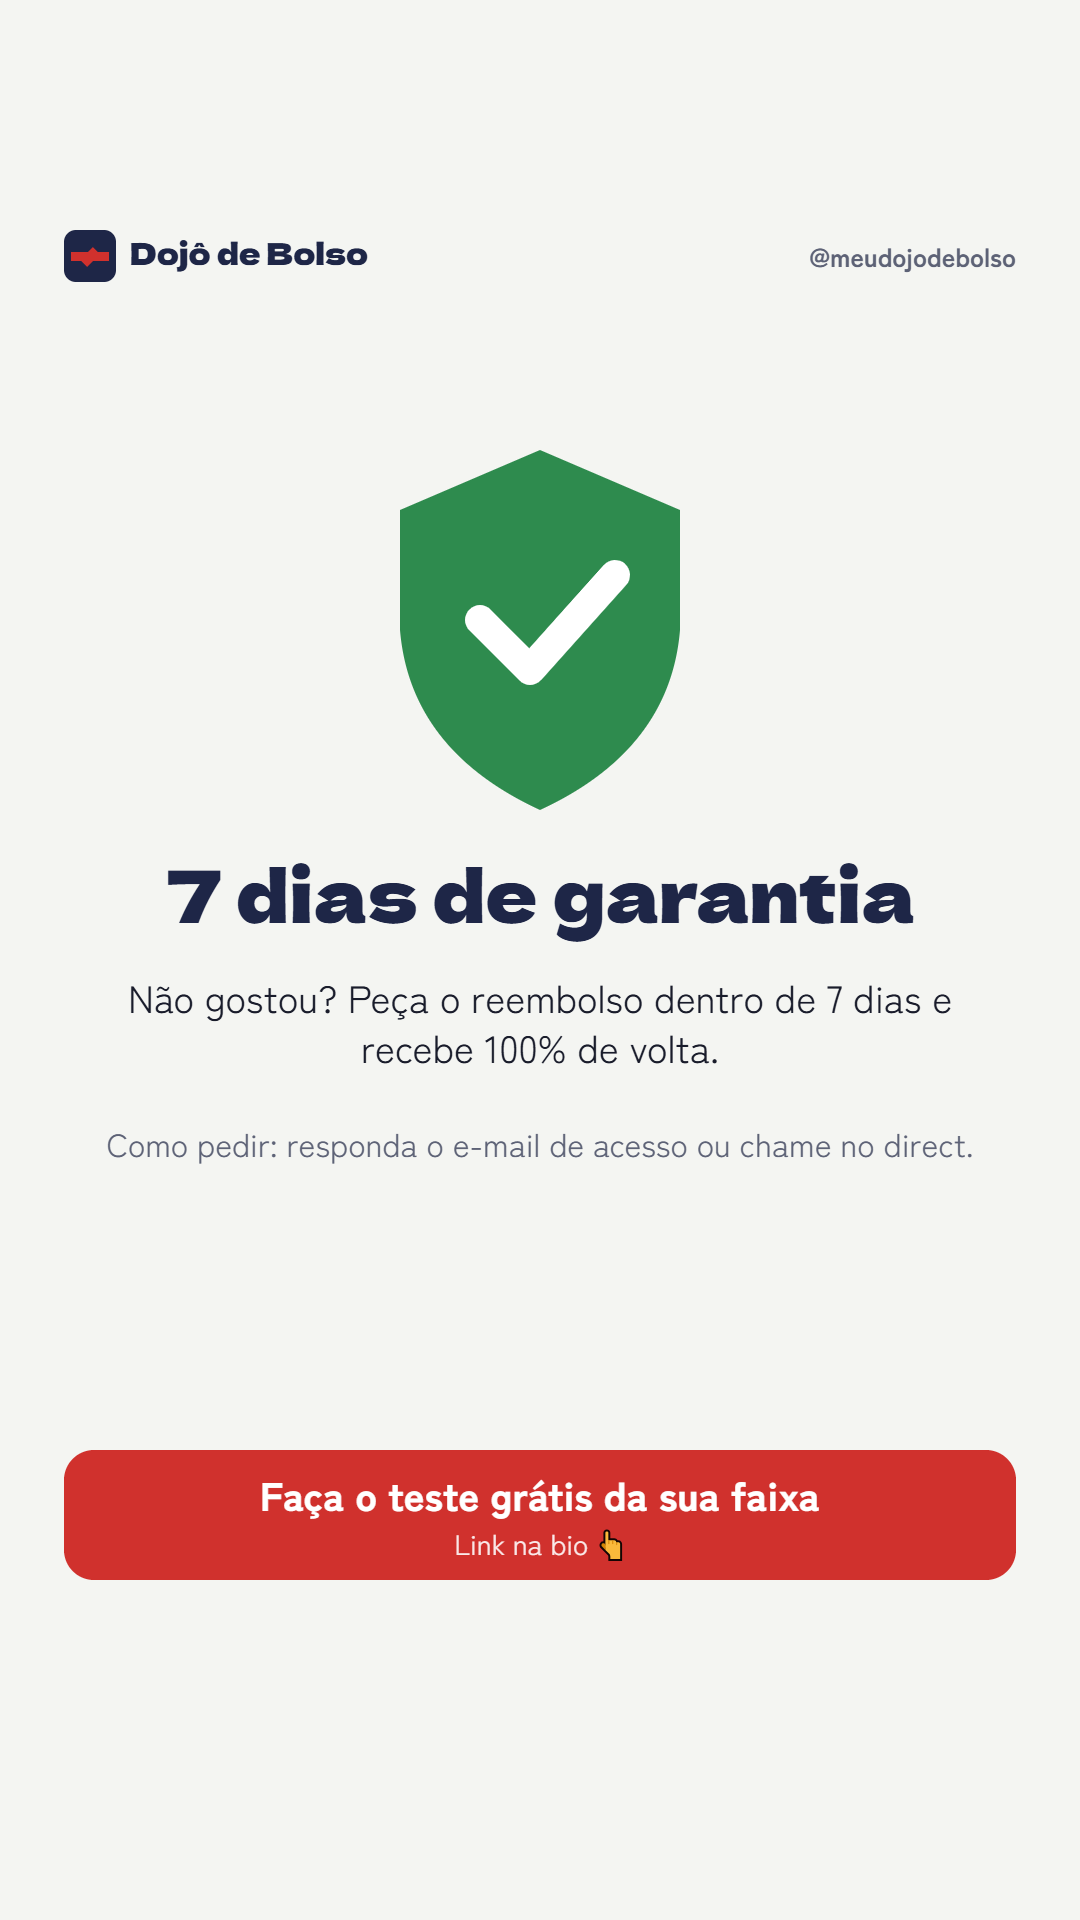 Dojô de Bolso
@meudojodebolso
7 dias de garantia
Não gostou? Peça o reembolso dentro de 7 dias e
recebe 100% de volta.
Como pedir: responda o e-mail de acesso ou chame no direct.
Faça o teste grátis da sua faixa
Link na bio 👆